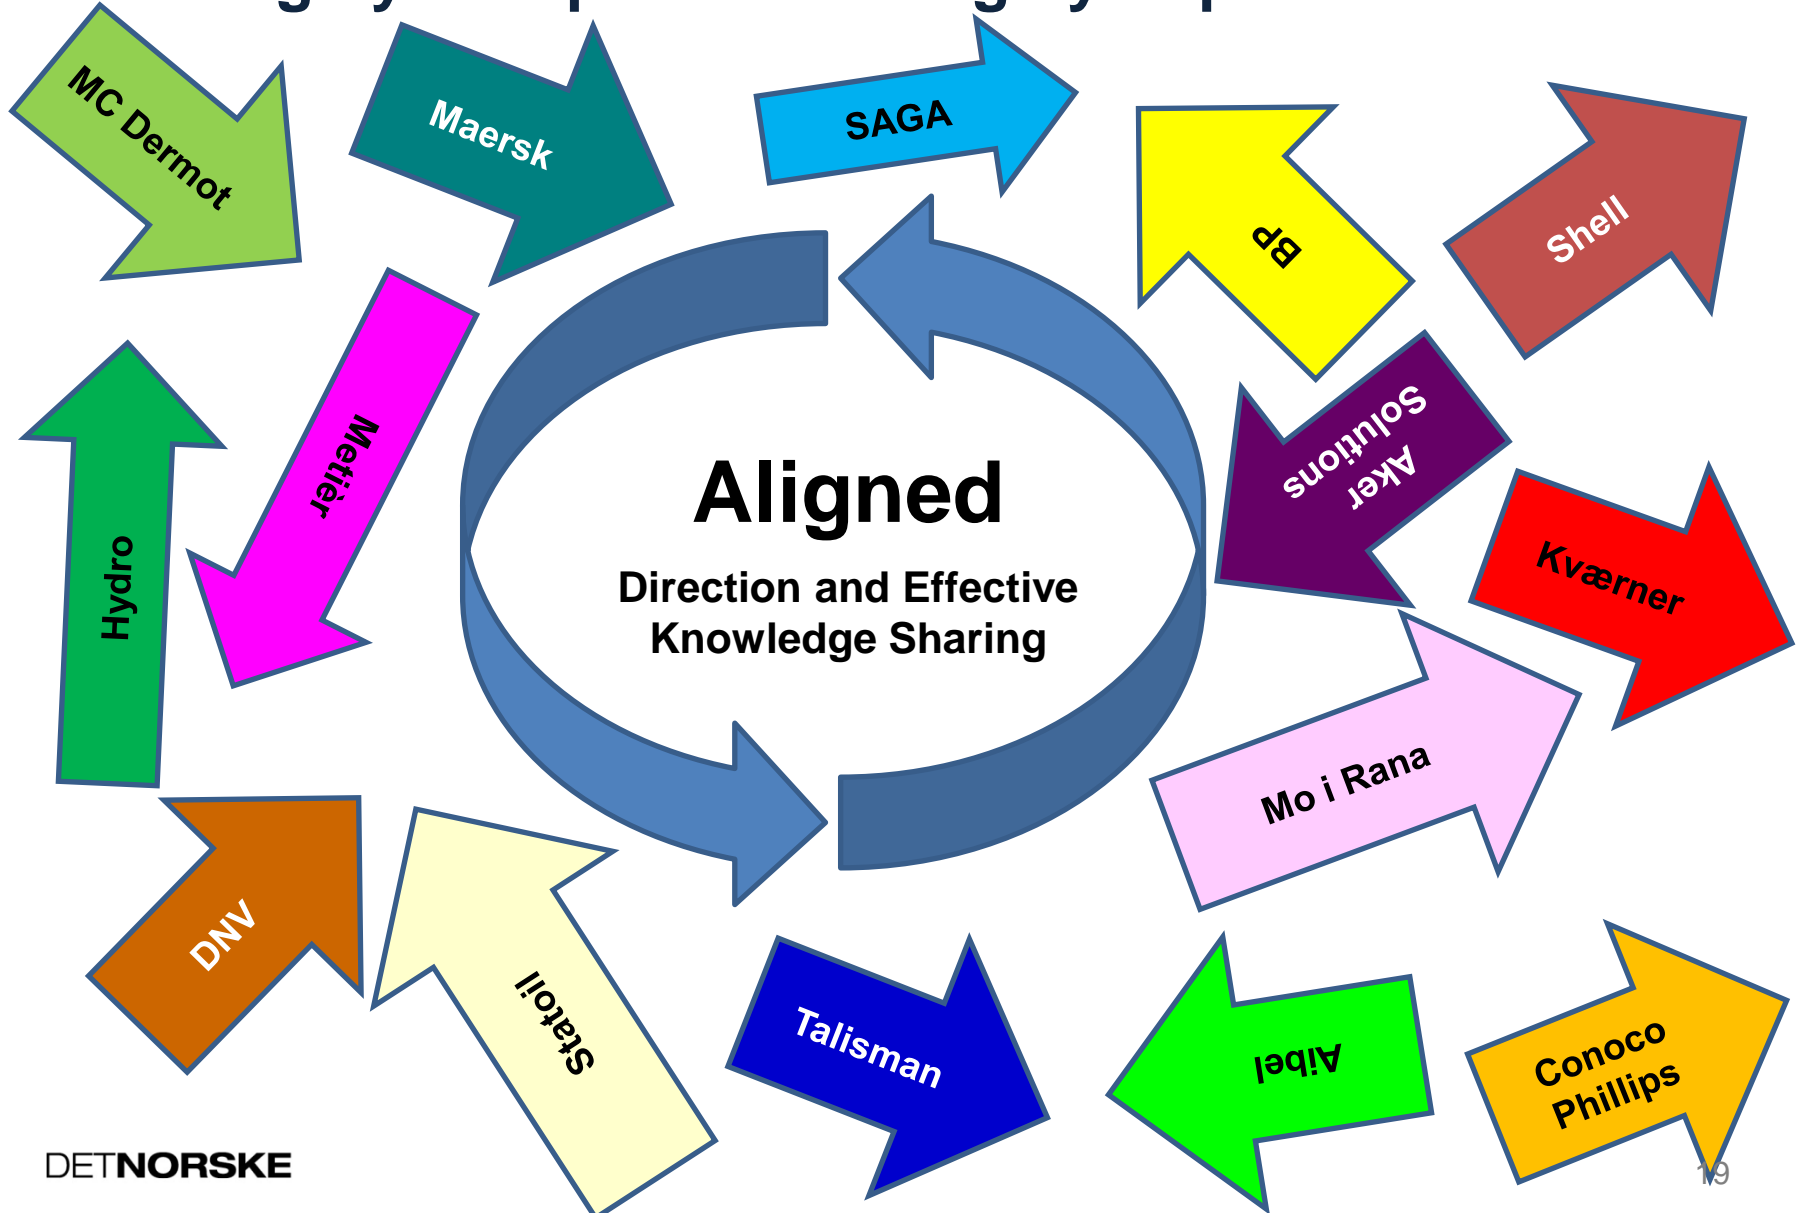 MC Dermot
Maersk
SAGA
BP
Shell
Metièr
Aker
Solutions
Hydro
Aligned
Direction and Effective
Knowledge Sharing
Kværner
Mo i Rana
DNV
Statoil
Talisman
Aibel
Conoco
Phillips
DETNORSKE
19